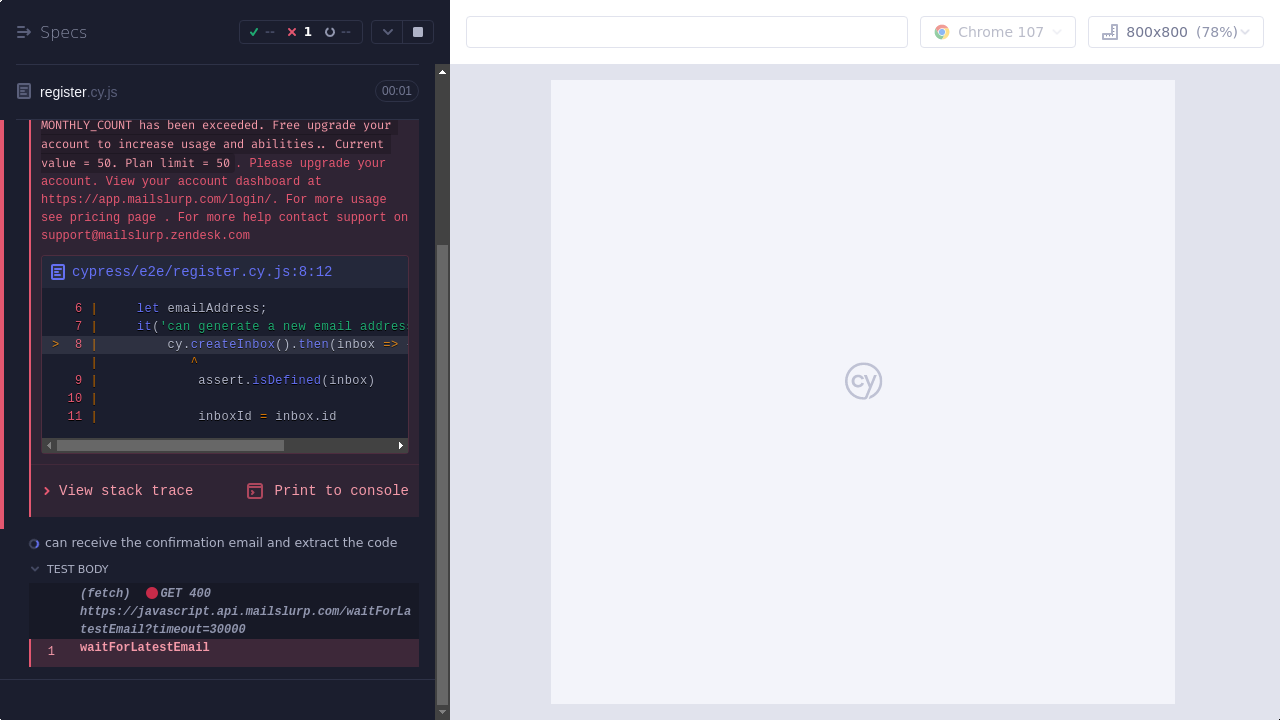 Specs
-- 1 --
register.cy.js 00:01
MONTHLY_COUNT has been exceeded. Free upgrade your
account to increase usage and abilities.. Current
value = 50. Plan limit = 50 . Please upgrade your
account. View your account dashboard at
https://app.mailslurp.com/login/. For more usage
see pricing page . For more help contact support on
support@mailslurp.zendesk.com
cypress/e2e/register.cy.js:8:12
6 | let emailAddress;
7 | it('can generate a new email address
> 8 | cy.createInbox().then(inbox =>
| ^
9 | assert.isDefined(inbox)
10 |
11 | inboxId = inbox.id
View stack trace Print to console
can receive the confirmation email and extract the code
TEST BODY
(fetch) GET 400
https://javascript.api.mailslurp.com/waitForLa
testEmail?timeout=30000
1 waitForLatestEmail
Chrome 107
800x800 (78%)
cy